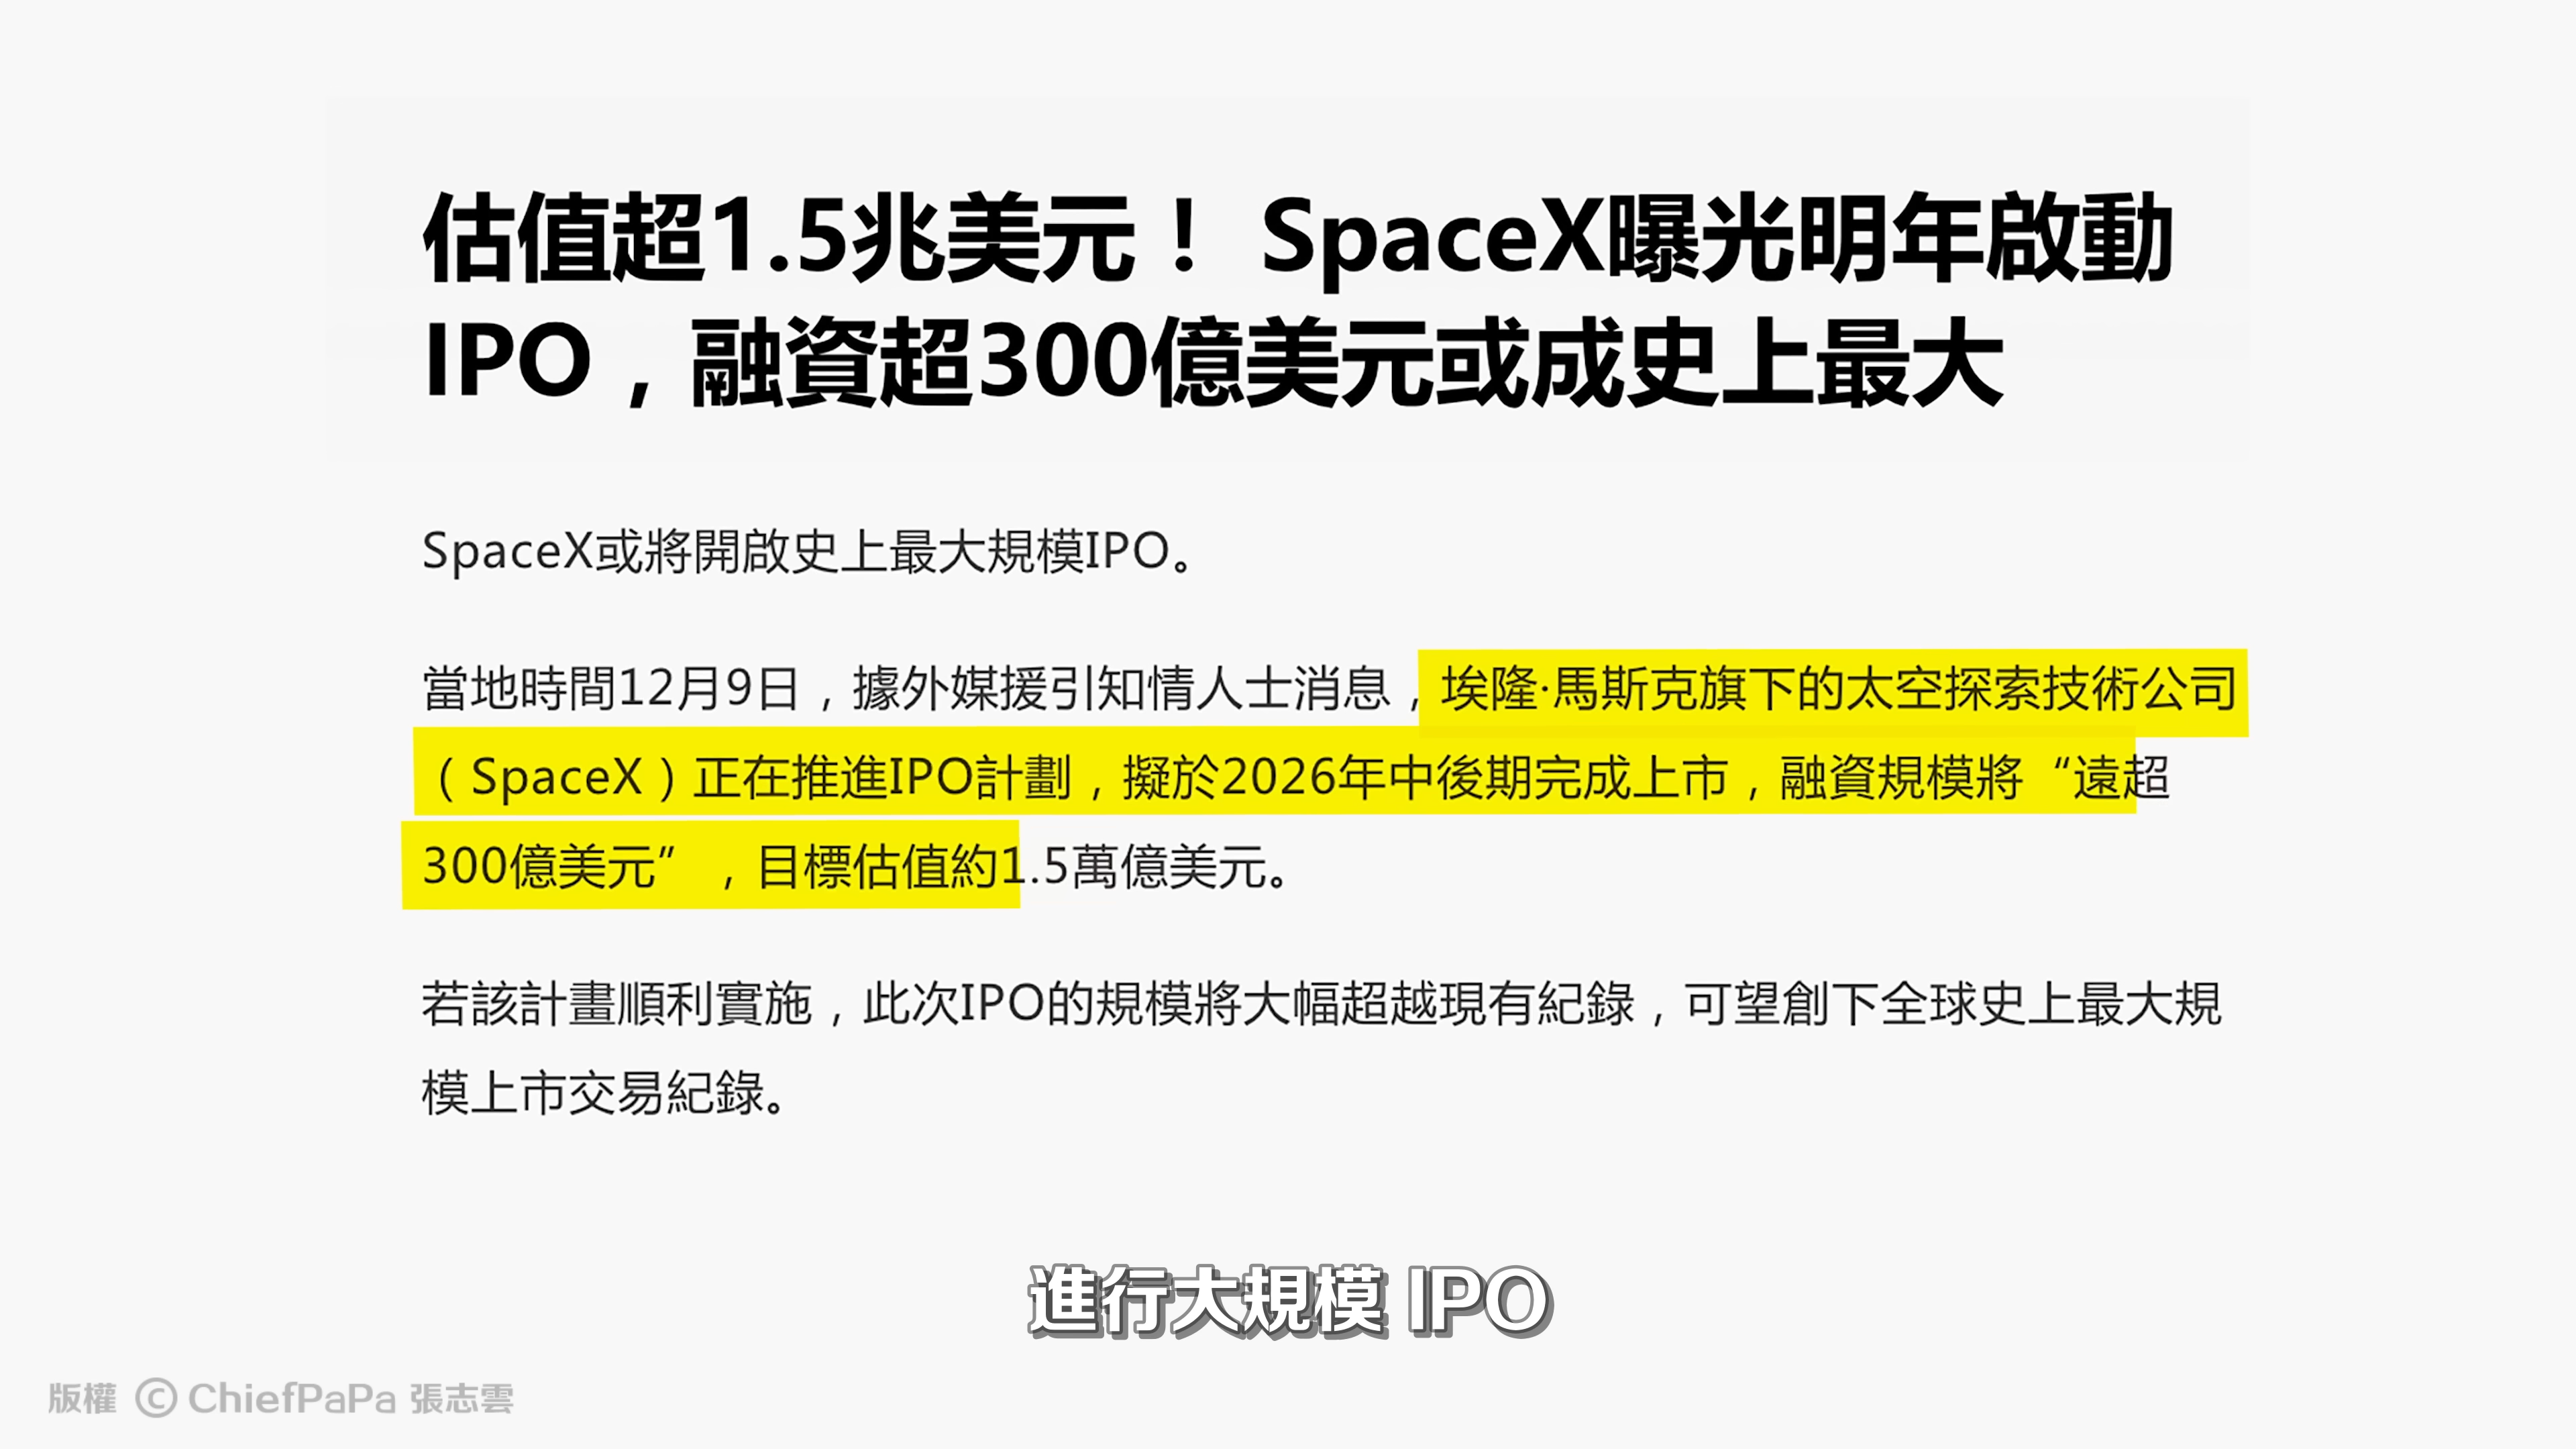 估值超1.5兆美元！ SpaceX曝光明年啟動
IPO，融資超300億美元或成史上最大
SpaceX或將開啟史上最大規模IPO。
當地時間12月9日，據外媒援引知情人士消息，埃隆·馬斯克旗下的太空探索技術公司
（SpaceX）正在推進IPO計劃，擬於2026年中後期完成上市，融資規模將“遠超
300億美元”，目標估值約1.5萬億美元。
若該計畫順利實施，此次IPO的規模將大幅超越現有紀錄，可望創下全球史上最大規
模上市交易紀錄。
進行大規模 IPO
版權 © ChiefPaPa 張志雲